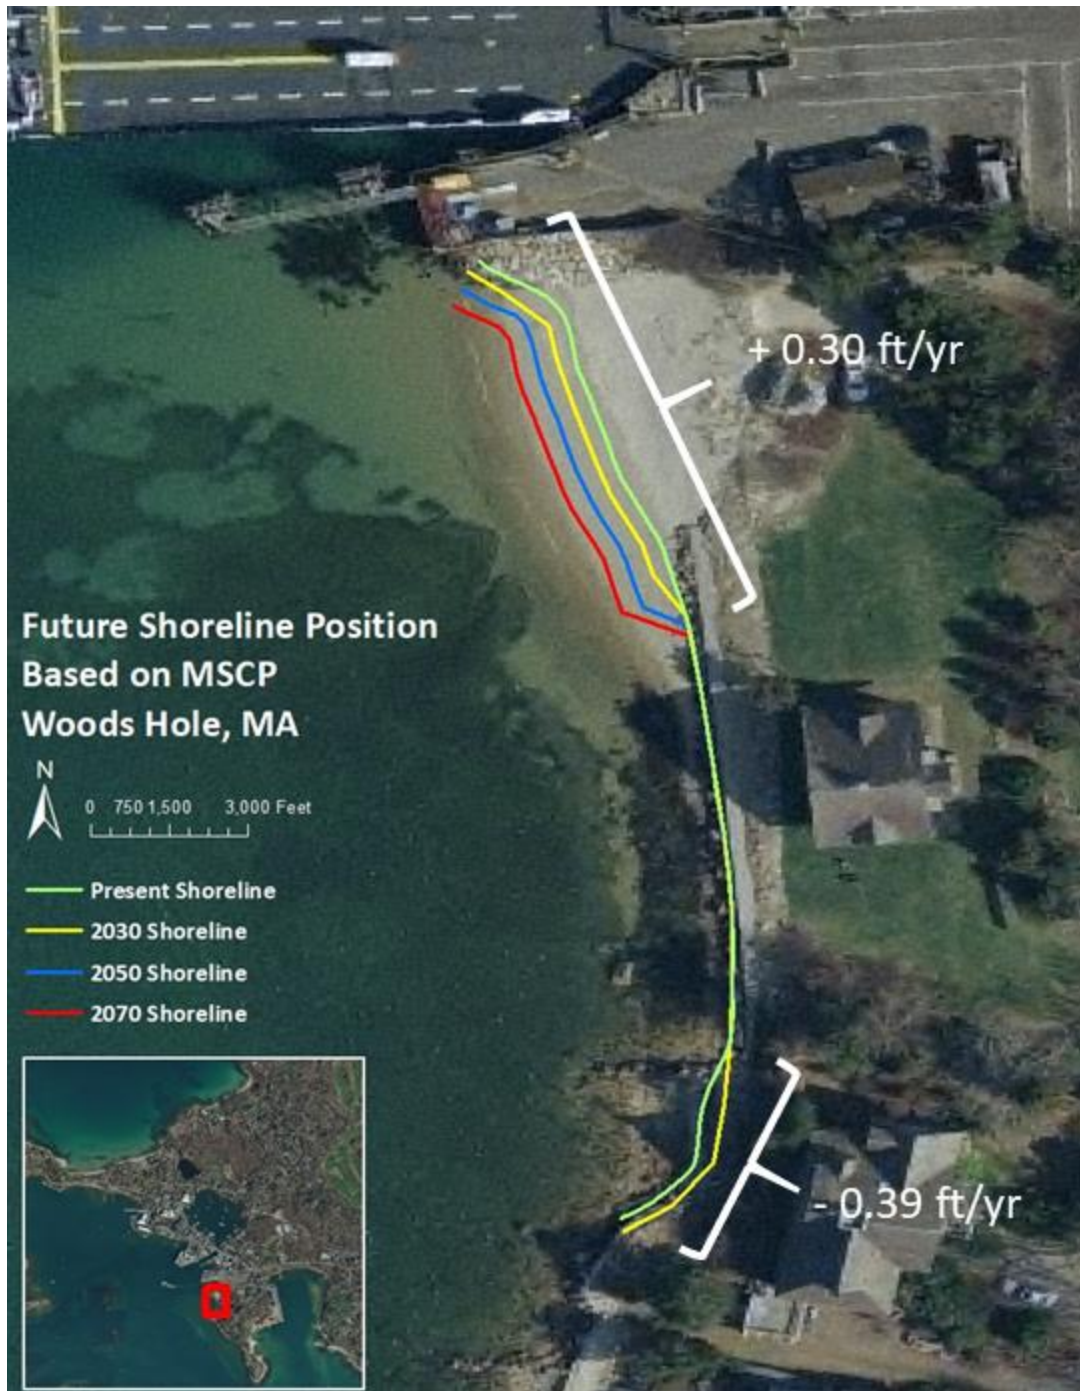 + 0.30 ft/yr
Future Shoreline Position
Based on MSCP
Woods Hole, MA
N
0 750 1,500 3,000 Feet
Present Shoreline
2030 Shoreline
2050 Shoreline
2070 Shoreline
- 0.39 ft/yr